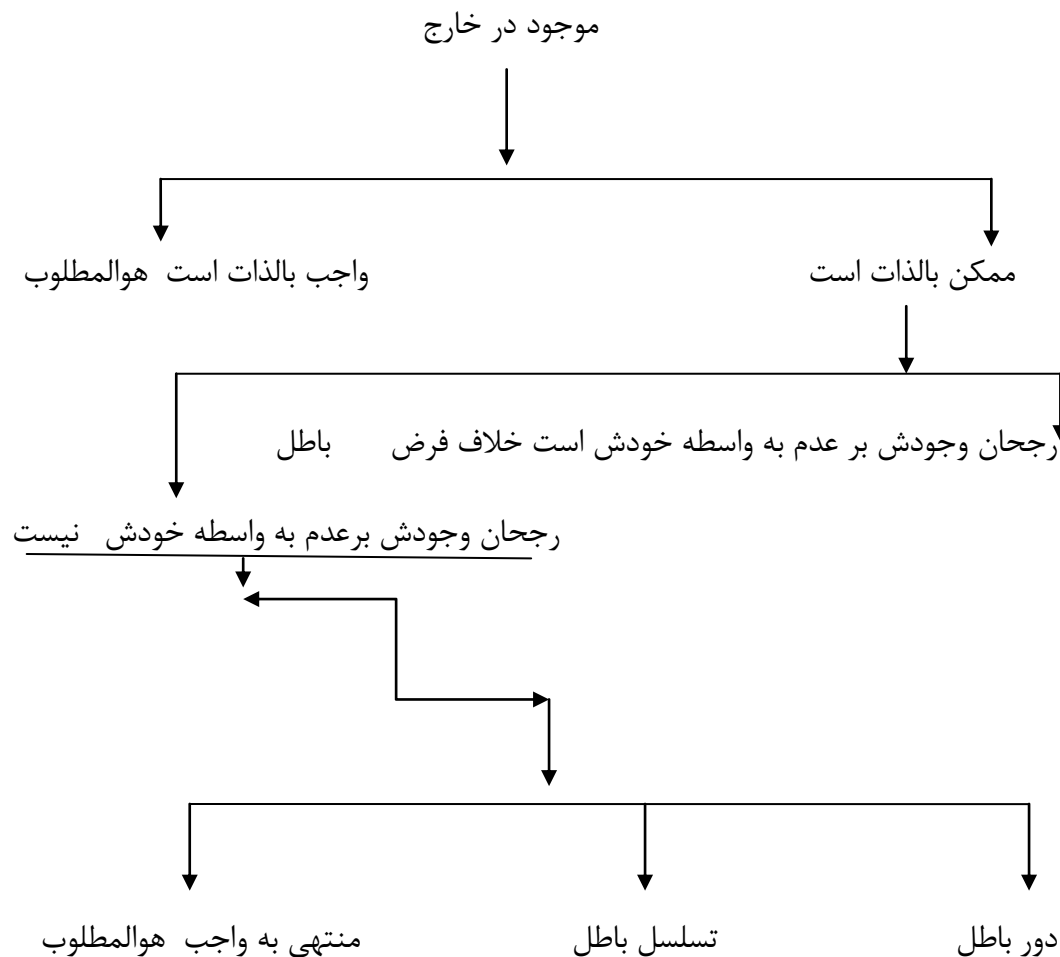 موجود در خارج
ممکن بالذات است
واجب بالذات است هوالمطلوب
رجحان وجودش بر عدم به واسطه خودش است خلاف فرض باطل
رجحان وجودش برعدم به واسطه خودش نیست
دور باطل
تسلسل باطل
منتهی به واجب هوالمطلوب